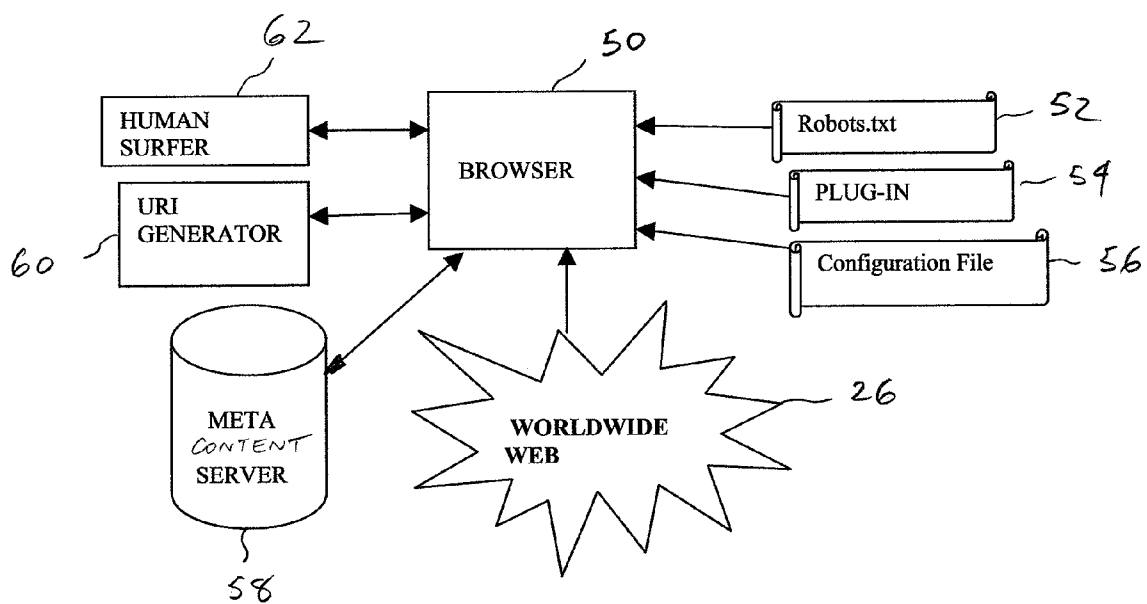 62
50
HUMAN
SURFER
BROWSER
Robots.txt
52
URI
GENERATOR
PLUG-IN
54
60
Configuration File
56
META
CONTENT
SERVER
WORLDWIDE
WEB
26
58